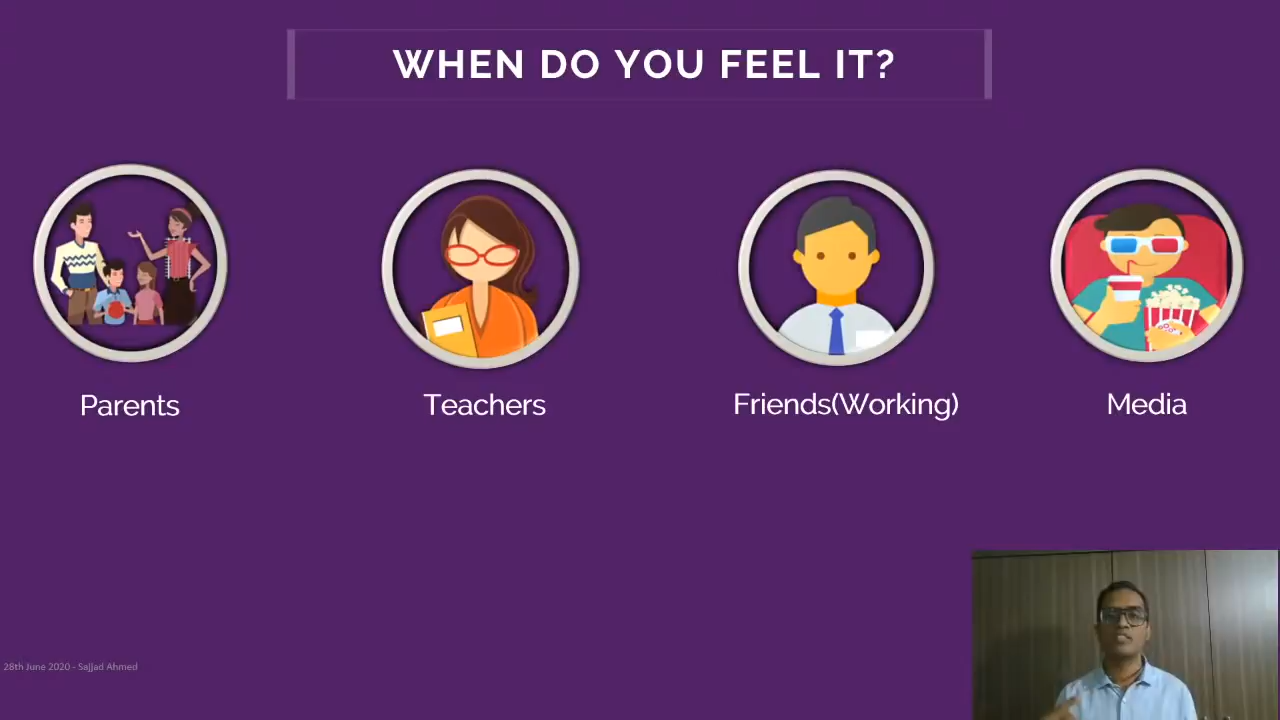 WHEN DO YOU FEEL IT?
Parents
Teachers
Friends(Working)
Media
28th June 2020 - Sajjad Ahmed